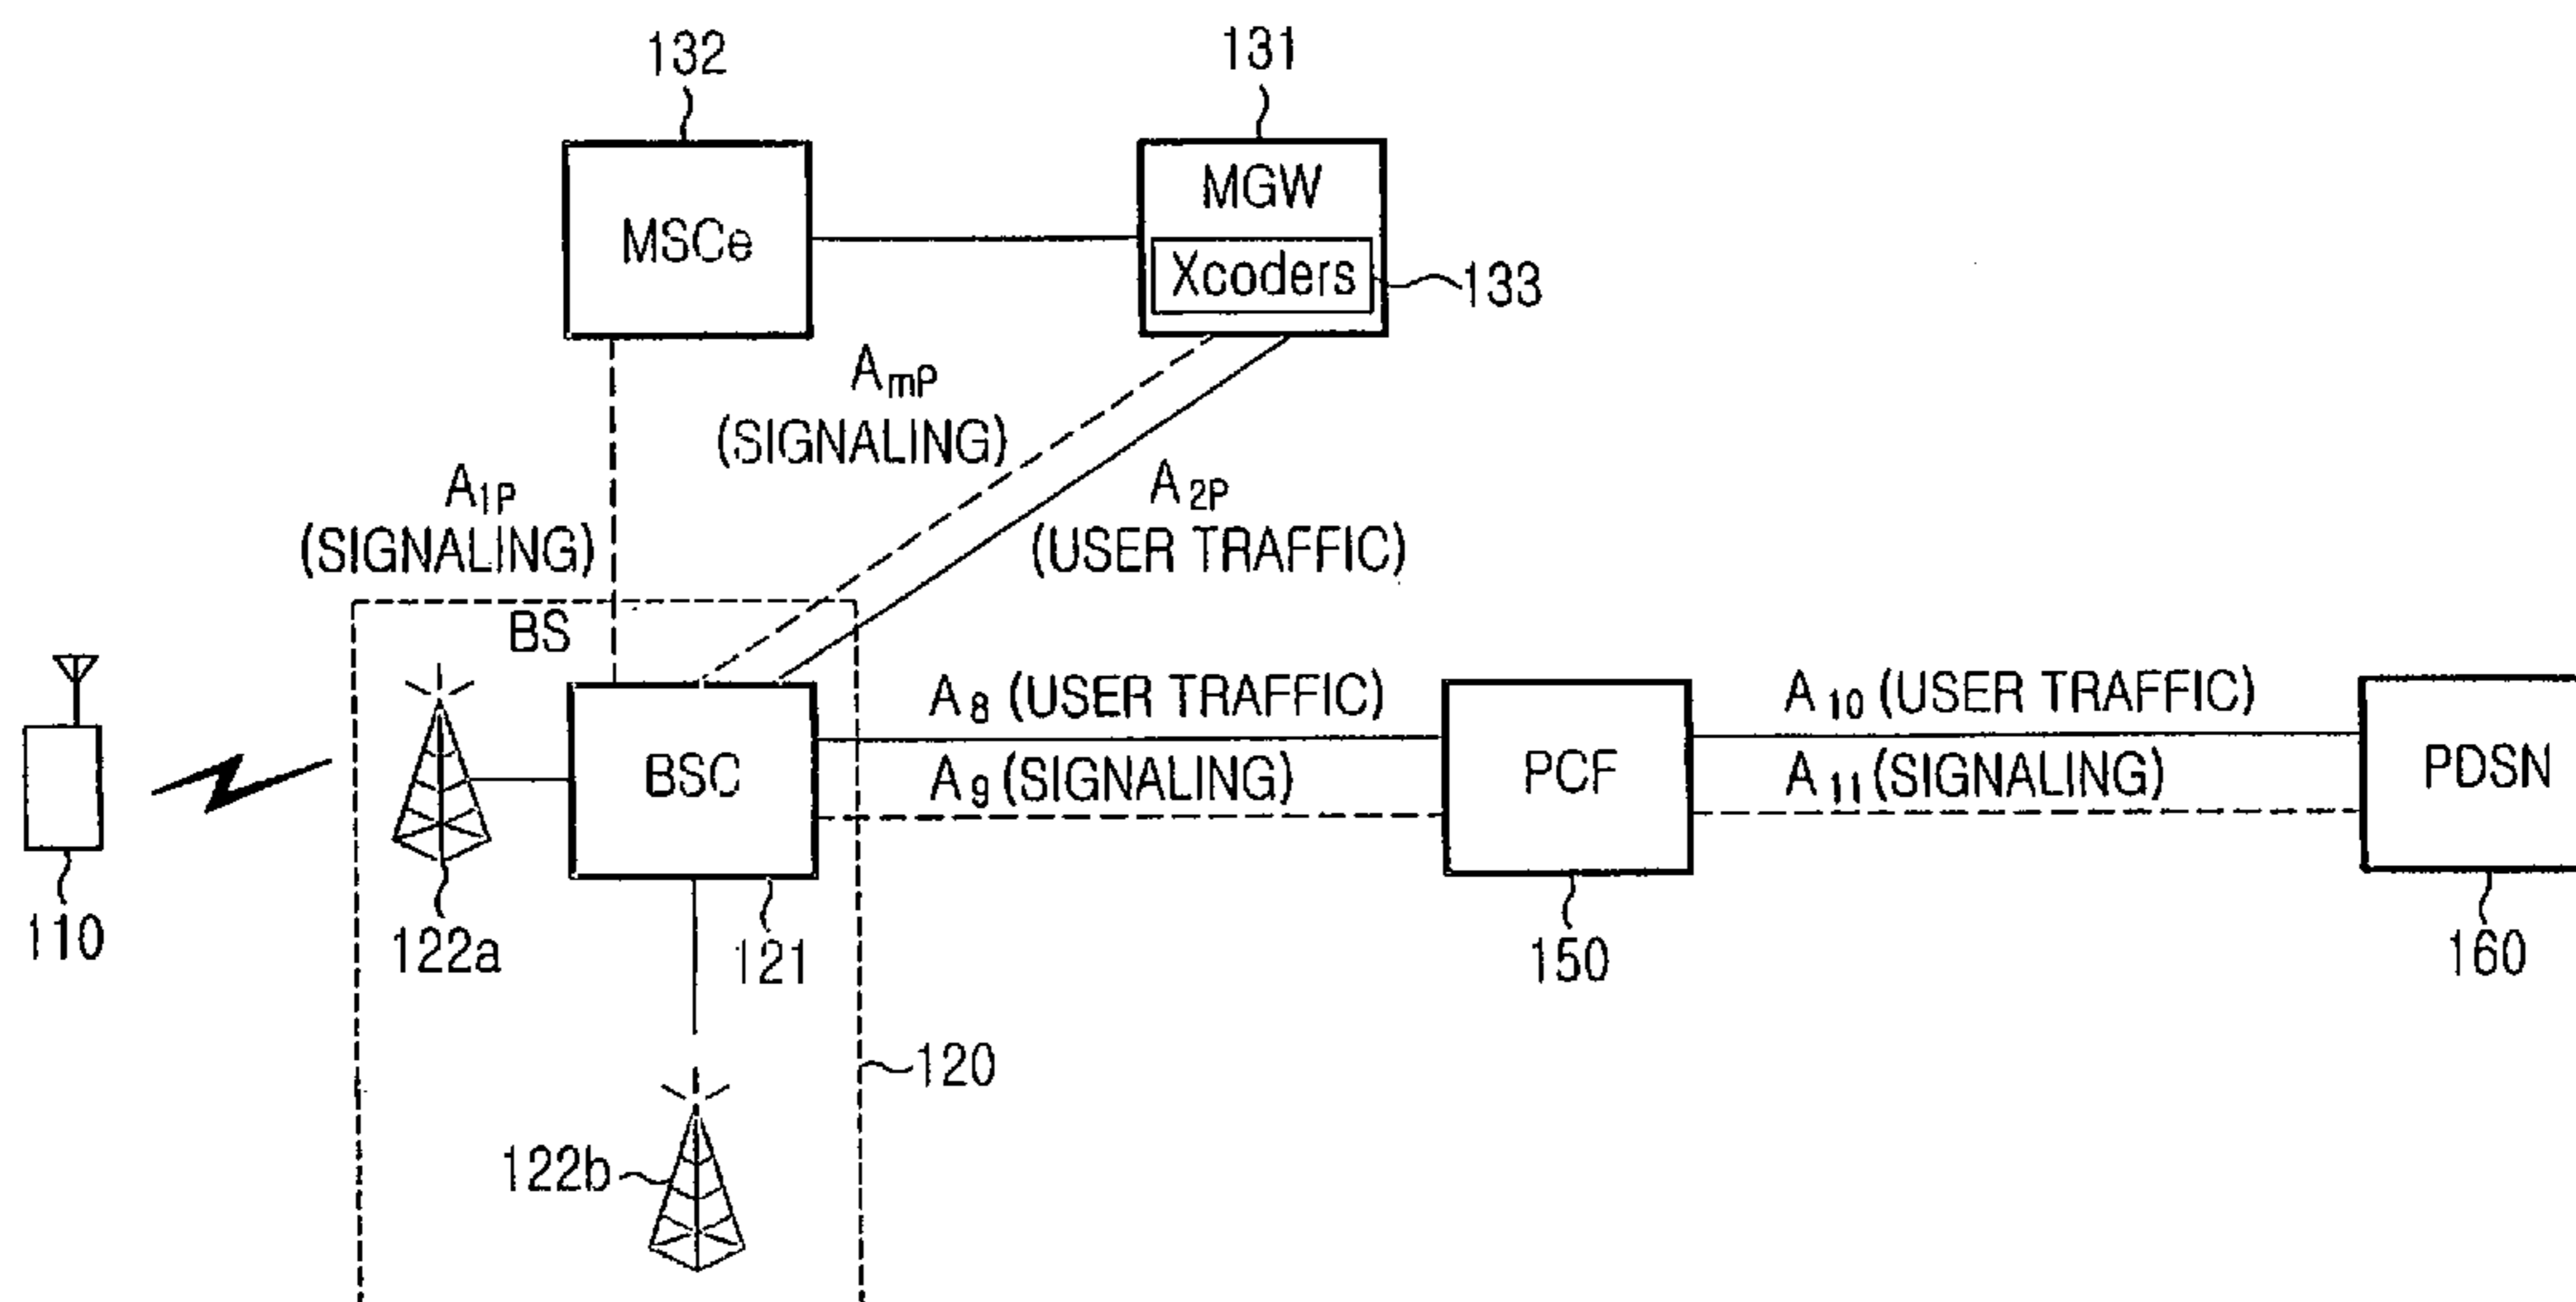 132
131
MSCe
MGW
Xcoders
133
AmP
(SIGNALING)
A1P
(SIGNALING)
A2P
(USER TRAFFIC)
BS
BSC
A8 (USER TRAFFIC)
A9 (SIGNALING)
PCF
A10 (USER TRAFFIC)
A11 (SIGNALING)
PDSN
110
122a
121
150
160
120
122b